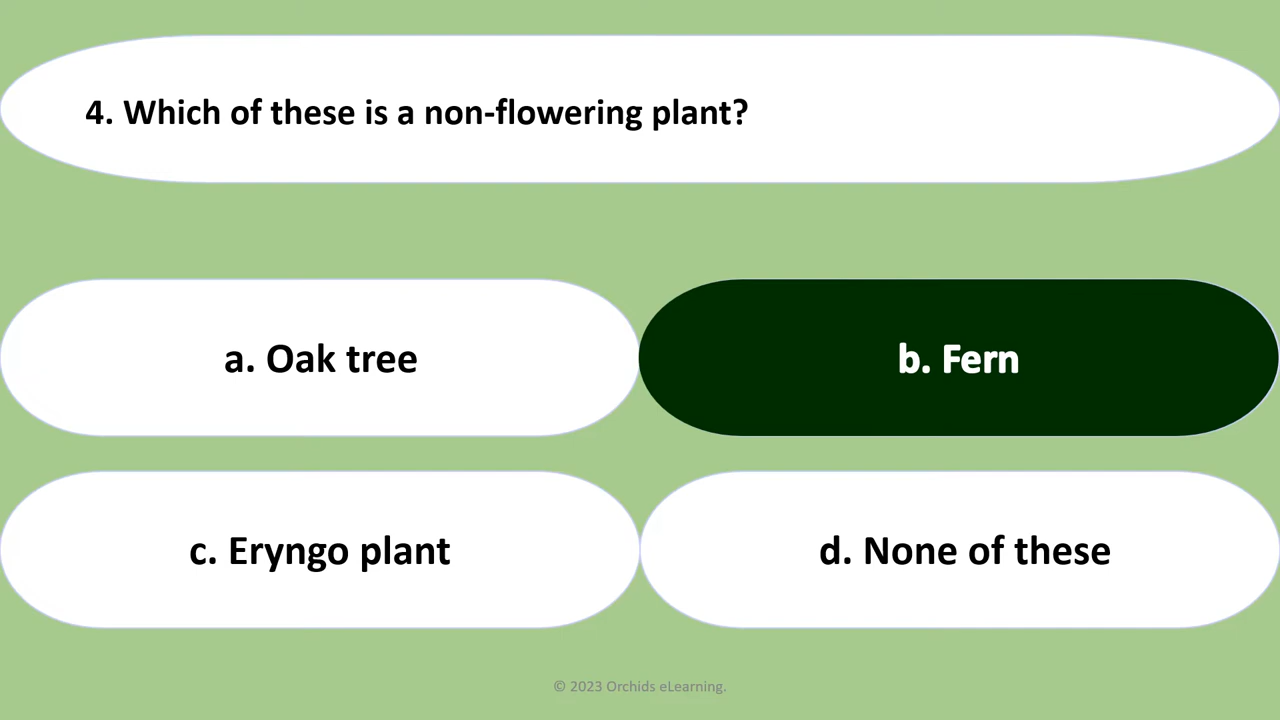 4. Which of these is a non-flowering plant?
a. Oak tree
b. Fern
c. Eryngo plant
d. None of these
© 2023 Orchids eLearning.